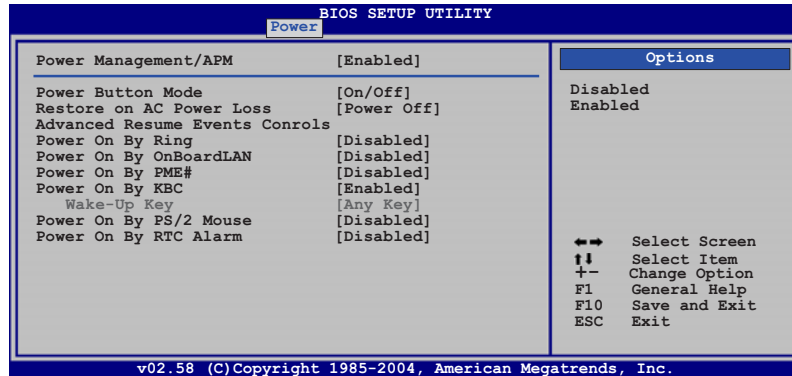 BIOS SETUP UTILITY
Power
Power Management/APM [Enabled]
Power Button Mode [On/Off]
Restore on AC Power Loss [Power Off]
Advanced Resume Events Conrols
Power On By Ring [Disabled]
Power On By OnBoardLAN [Disabled]
Power On By PME# [Disabled]
Power On By KBC [Enabled]
Wake-Up Key [Any Key]
Power On By PS/2 Mouse [Disabled]
Power On By RTC Alarm [Disabled]
Options
Disabled
Enabled
←→ Select Screen
↑↓ Select Item
+- Change Option
F1 General Help
F10 Save and Exit
ESC Exit
v02.58 (C)Copyright 1985-2004, American Megatrends, Inc.